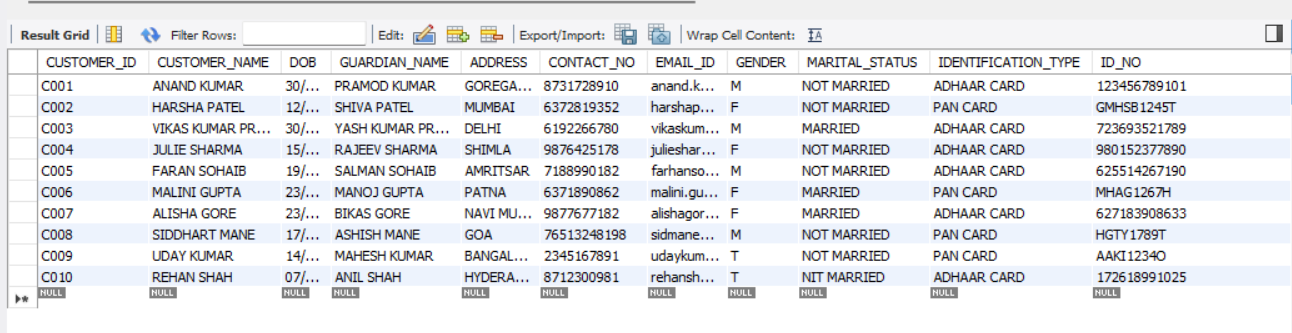 Result Grid Filter Rows: Edit: Export/Import: Wrap Cell Content: IA
CUSTOMER_ID CUSTOMER_NAME DOB GUARDIAN_NAME ADDRESS CONTACT_NO EMAIL_ID GENDER MARITAL_STATUS IDENTIFICATION_TYPE ID_NO
C001 ANAND KUMAR 30/... PRAMOD KUMAR GOREGA... 8731728910 anand.k... M NOT MARRIED ADHAAR CARD 123456789101
C002 HARSHA PATEL 12/... SHIVA PATEL MUMBAI 6372819352 harshap... F NOT MARRIED ADHAAR CARD GMHSB1245T
C003 VIKAS KUMAR PR... 30/... YASH KUMAR PR... DELHI 6192266780 vikaskum... M MARRIED ADHAAR CARD 723693521789
C004 JULIE SHARMA 15/... RAJEEV SHARMA SHIMLA 9876425178 julieshar... F NOT MARRIED ADHAAR CARD 980152377890
C005 FARAN SOHAIB 19/... SALMAN SOHAIB AMRITSAR 7188990182 farhanso... M NOT MARRIED ADHAAR CARD 625514267190
C006 MALINI GUPTA 23/... MANOJ GUPTA PATNA 6371890862 malini.gu... F MARRIED PAN CARD MHAG1267H
C007 ALISHA GORE 23/... BIKAS GORE NAVI MU... 9877677182 alishagor... F MARRIED ADHAAR CARD 627183908633
C008 SIDDHART MANE 17/... ASHISH MANE GOA 76513248198 sidmane... M NOT MARRIED PAN CARD HGTY1789T
C009 UDAY KUMAR 14/... MAHESH KUMAR BANGAL... 2345167891 udaykum... T NOT MARRIED PAN CARD AAKI1234O
C010 REHAN SHAH 07/... ANIL SHAH HYDERA... 8712300981 rehansh... T NIT MARRIED ADHAAR CARD 172618991025
NULL NULL NULL NULL NULL NULL NULL NULL NULL NULL NULL